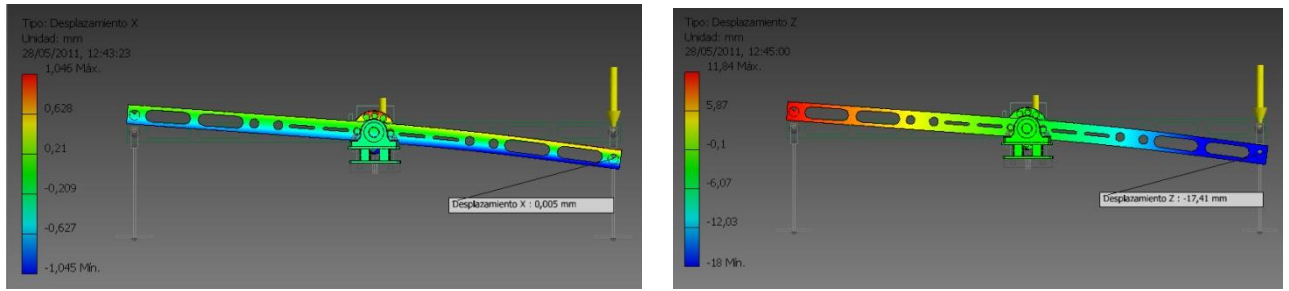 Tipo: Desplazamiento X
Unidad: mm
28/05/2011, 12:43:23
1,046 Máx.
0,628
0,21
-0,209
-0,627
-1,045 Mín.
Desplazamiento X : 0,005 mm
Tipo: Desplazamiento Z
Unidad: mm
28/05/2011, 12:45:00
11,84 Máx.
5,87
-0,1
-6,07
-12,03
-18 Mín.
Desplazamiento Z : -17,41 mm